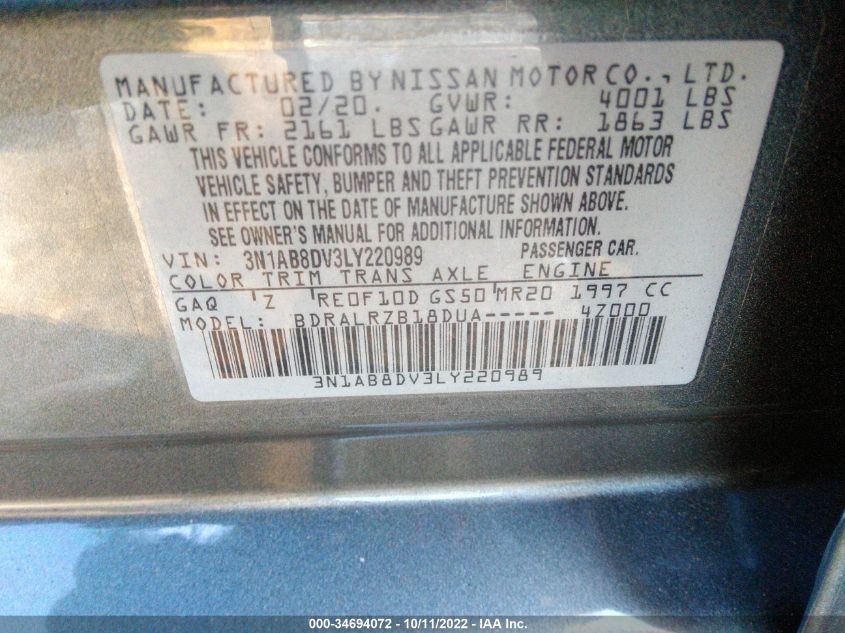 MANUFACTURED BY NISSAN MOTOR CO., LTD.
DATE: 02/20. GVWR: 4001 LBS
GAWR FR: 2161 LBS GAWR RR: 1863 LBS
THIS VEHICLE CONFORMS TO ALL APPLICABLE FEDERAL MOTOR
VEHICLE SAFETY, BUMPER AND THEFT PREVENTION STANDARDS
IN EFFECT ON THE DATE OF MANUFACTURE SHOWN ABOVE.
SEE OWNER'S MANUAL FOR ADDITIONAL INFORMATION.
VIN: 3N1AB8DV3LY220989 PASSENGER CAR.
COLOR TRIM TRANS AXLE ENGINE
GAQ Z RE0F10D GS50 MR20 1997 CC
MODEL: BDRALRZB18DUA----- 4Z000
3N1AB8DV3LY220989
000-34694072 - 10/11/2022 - IAA Inc.